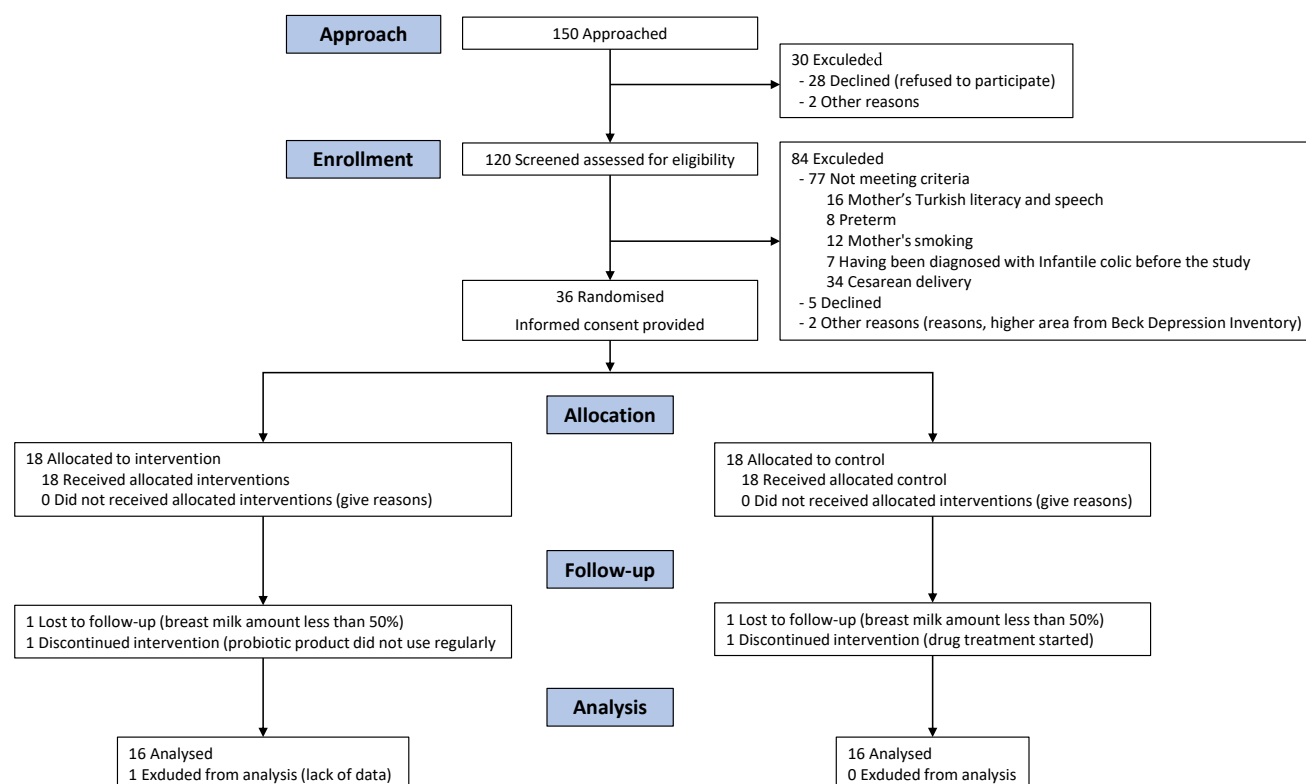 Approach
150 Approached
30 Exculeded
- 28 Declined (refused to participate)
- 2 Other reasons
Enrollment
120 Screened assessed for eligibility
84 Exculeded
- 77 Not meeting criteria
16 Mother’s Turkish literacy and speech
8 Preterm
12 Mother's smoking
7 Having been diagnosed with Infantile colic before the study
34 Cesarean delivery
- 5 Declined
- 2 Other reasons (reasons, higher area from Beck Depression Inventory)
36 Randomised
Informed consent provided
Allocation
18 Allocated to intervention
18 Received allocated interventions
0 Did not received allocated interventions (give reasons)
18 Allocated to control
18 Received allocated control
0 Did not received allocated interventions (give reasons)
Follow-up
1 Lost to follow-up (breast milk amount less than 50%)
1 Discontinued intervention (probiotic product did not use regularly
1 Lost to follow-up (breast milk amount less than 50%)
1 Discontinued intervention (drug treatment started)
Analysis
16 Analysed
1 Exduded from analysis (lack of data)
16 Analysed
0 Exduded from analysis